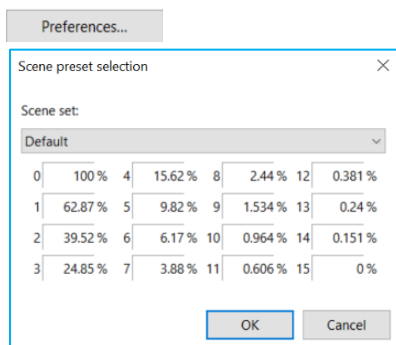 Preferences...
Scene preset selection
Scene set:
Default
0 100 % 4 15.62 % 8 2.44 % 12 0.381 %
1 62.87 % 5 9.82 % 9 1.534 % 13 0.24 %
2 39.52 % 6 6.17 % 10 0.964 % 14 0.151 %
3 24.85 % 7 3.88 % 11 0.606 % 15 0 %
OK Cancel